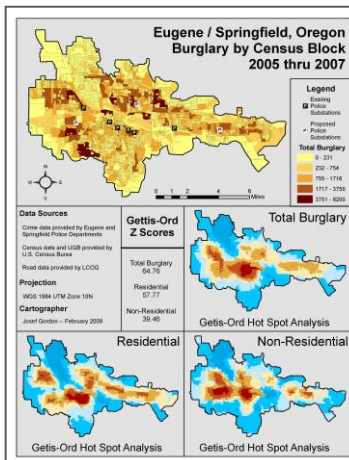 Eugene / Springfield, Oregon
Burglary by Census Block
2005 thru 2007
Legend
Existing
Police
Substations
Proposed
Police
Substations
Total Burglary
0 - 231
232 - 754
755 - 1716
1717 - 3750
3751 - 6200
0
2
4
6
Miles
N
Data Sources
Crime data provided by Eugene and
Springfield Police Departments
Census data and UGB provided by
U.S. Census Burea
Road data provided by LCOG
Projection
WGS 1984 UTM Zone 10N
Cartographer
Josef Gordon – February 2009
Gettis-Ord
Z Scores
Total Burglary
64.76
Residential
57.77
Non-Residential
39.46
Total Burglary
Getis-Ord Hot Spot Analysis
Residential
Getis-Ord Hot Spot Analysis
Non-Residential
Getis-Ord Hot Spot Analysis